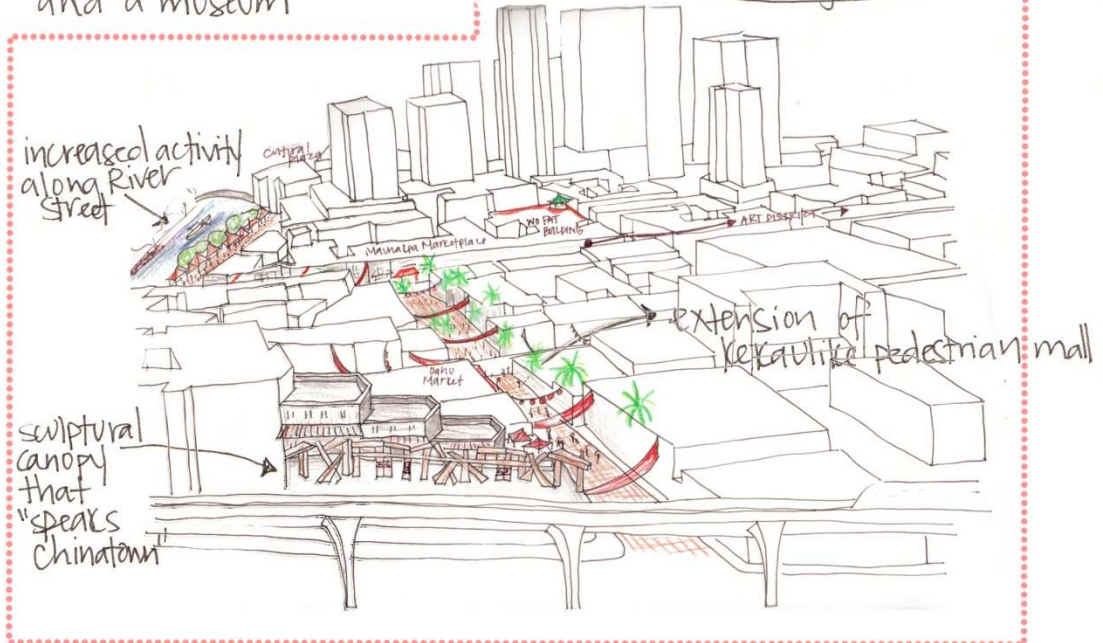 and a museum
increased activity
along River
Street
Cultural
Plaza
WO FAT
BUILDING
ART DISTRICT
Maunakea Marketplace
extension of
Kekaulike pedestrian mall
Oahu
Market
sculptural
canopy
that
"speaks
Chinatown"